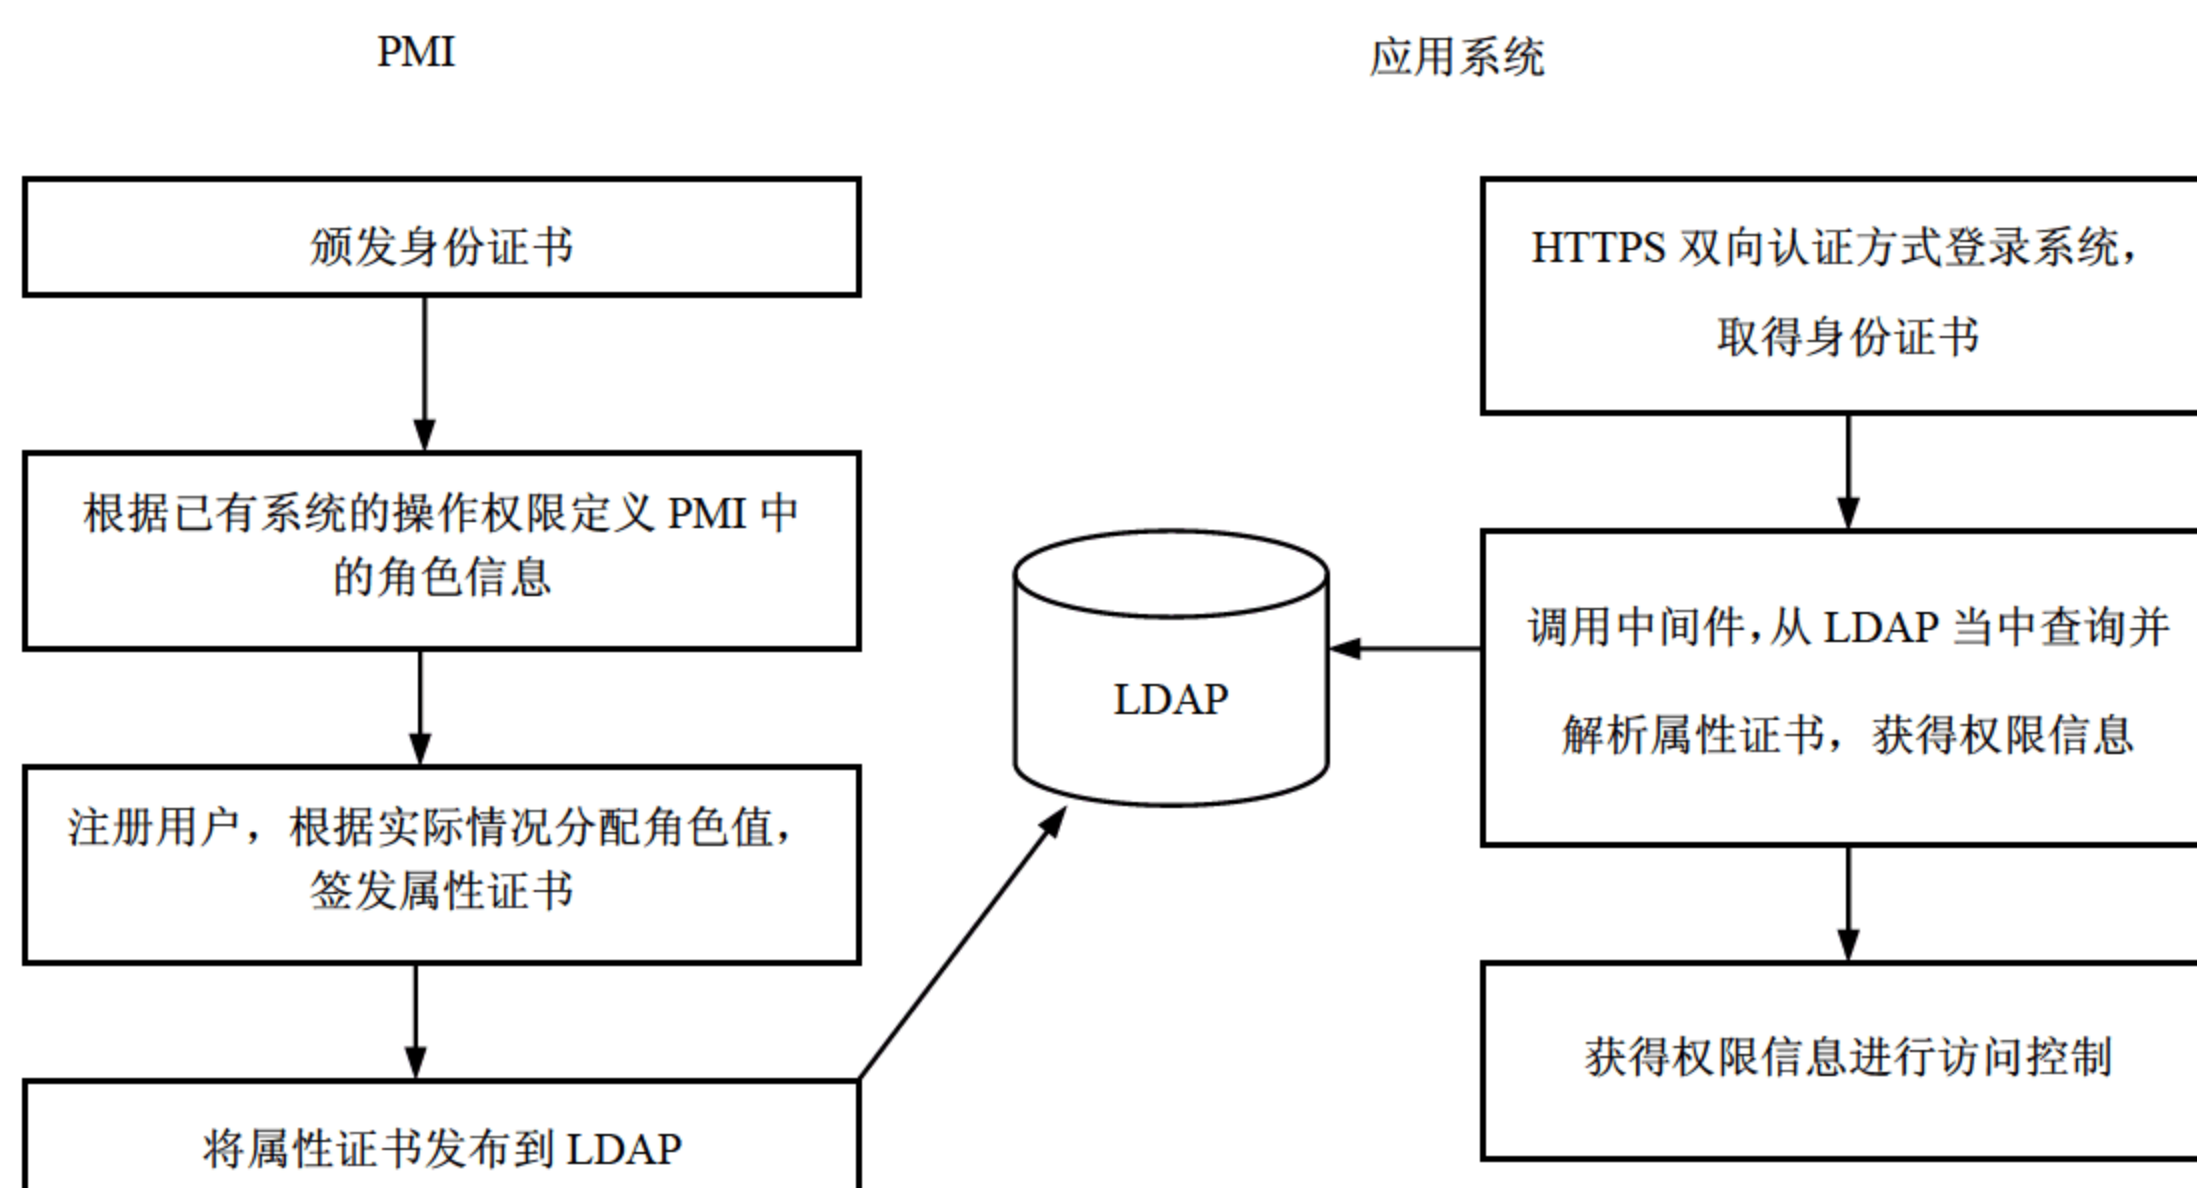 PMI
应用系统
颁发身份证书
根据已有系统的操作权限定义 PMI 中
的角色信息
注册用户，根据实际情况分配角色值，
签发属性证书
将属性证书发布到 LDAP
LDAP
HTTPS 双向认证方式登录系统，
取得身份证书
调用中间件，从 LDAP 当中查询并
解析属性证书，获得权限信息
获得权限信息进行访问控制